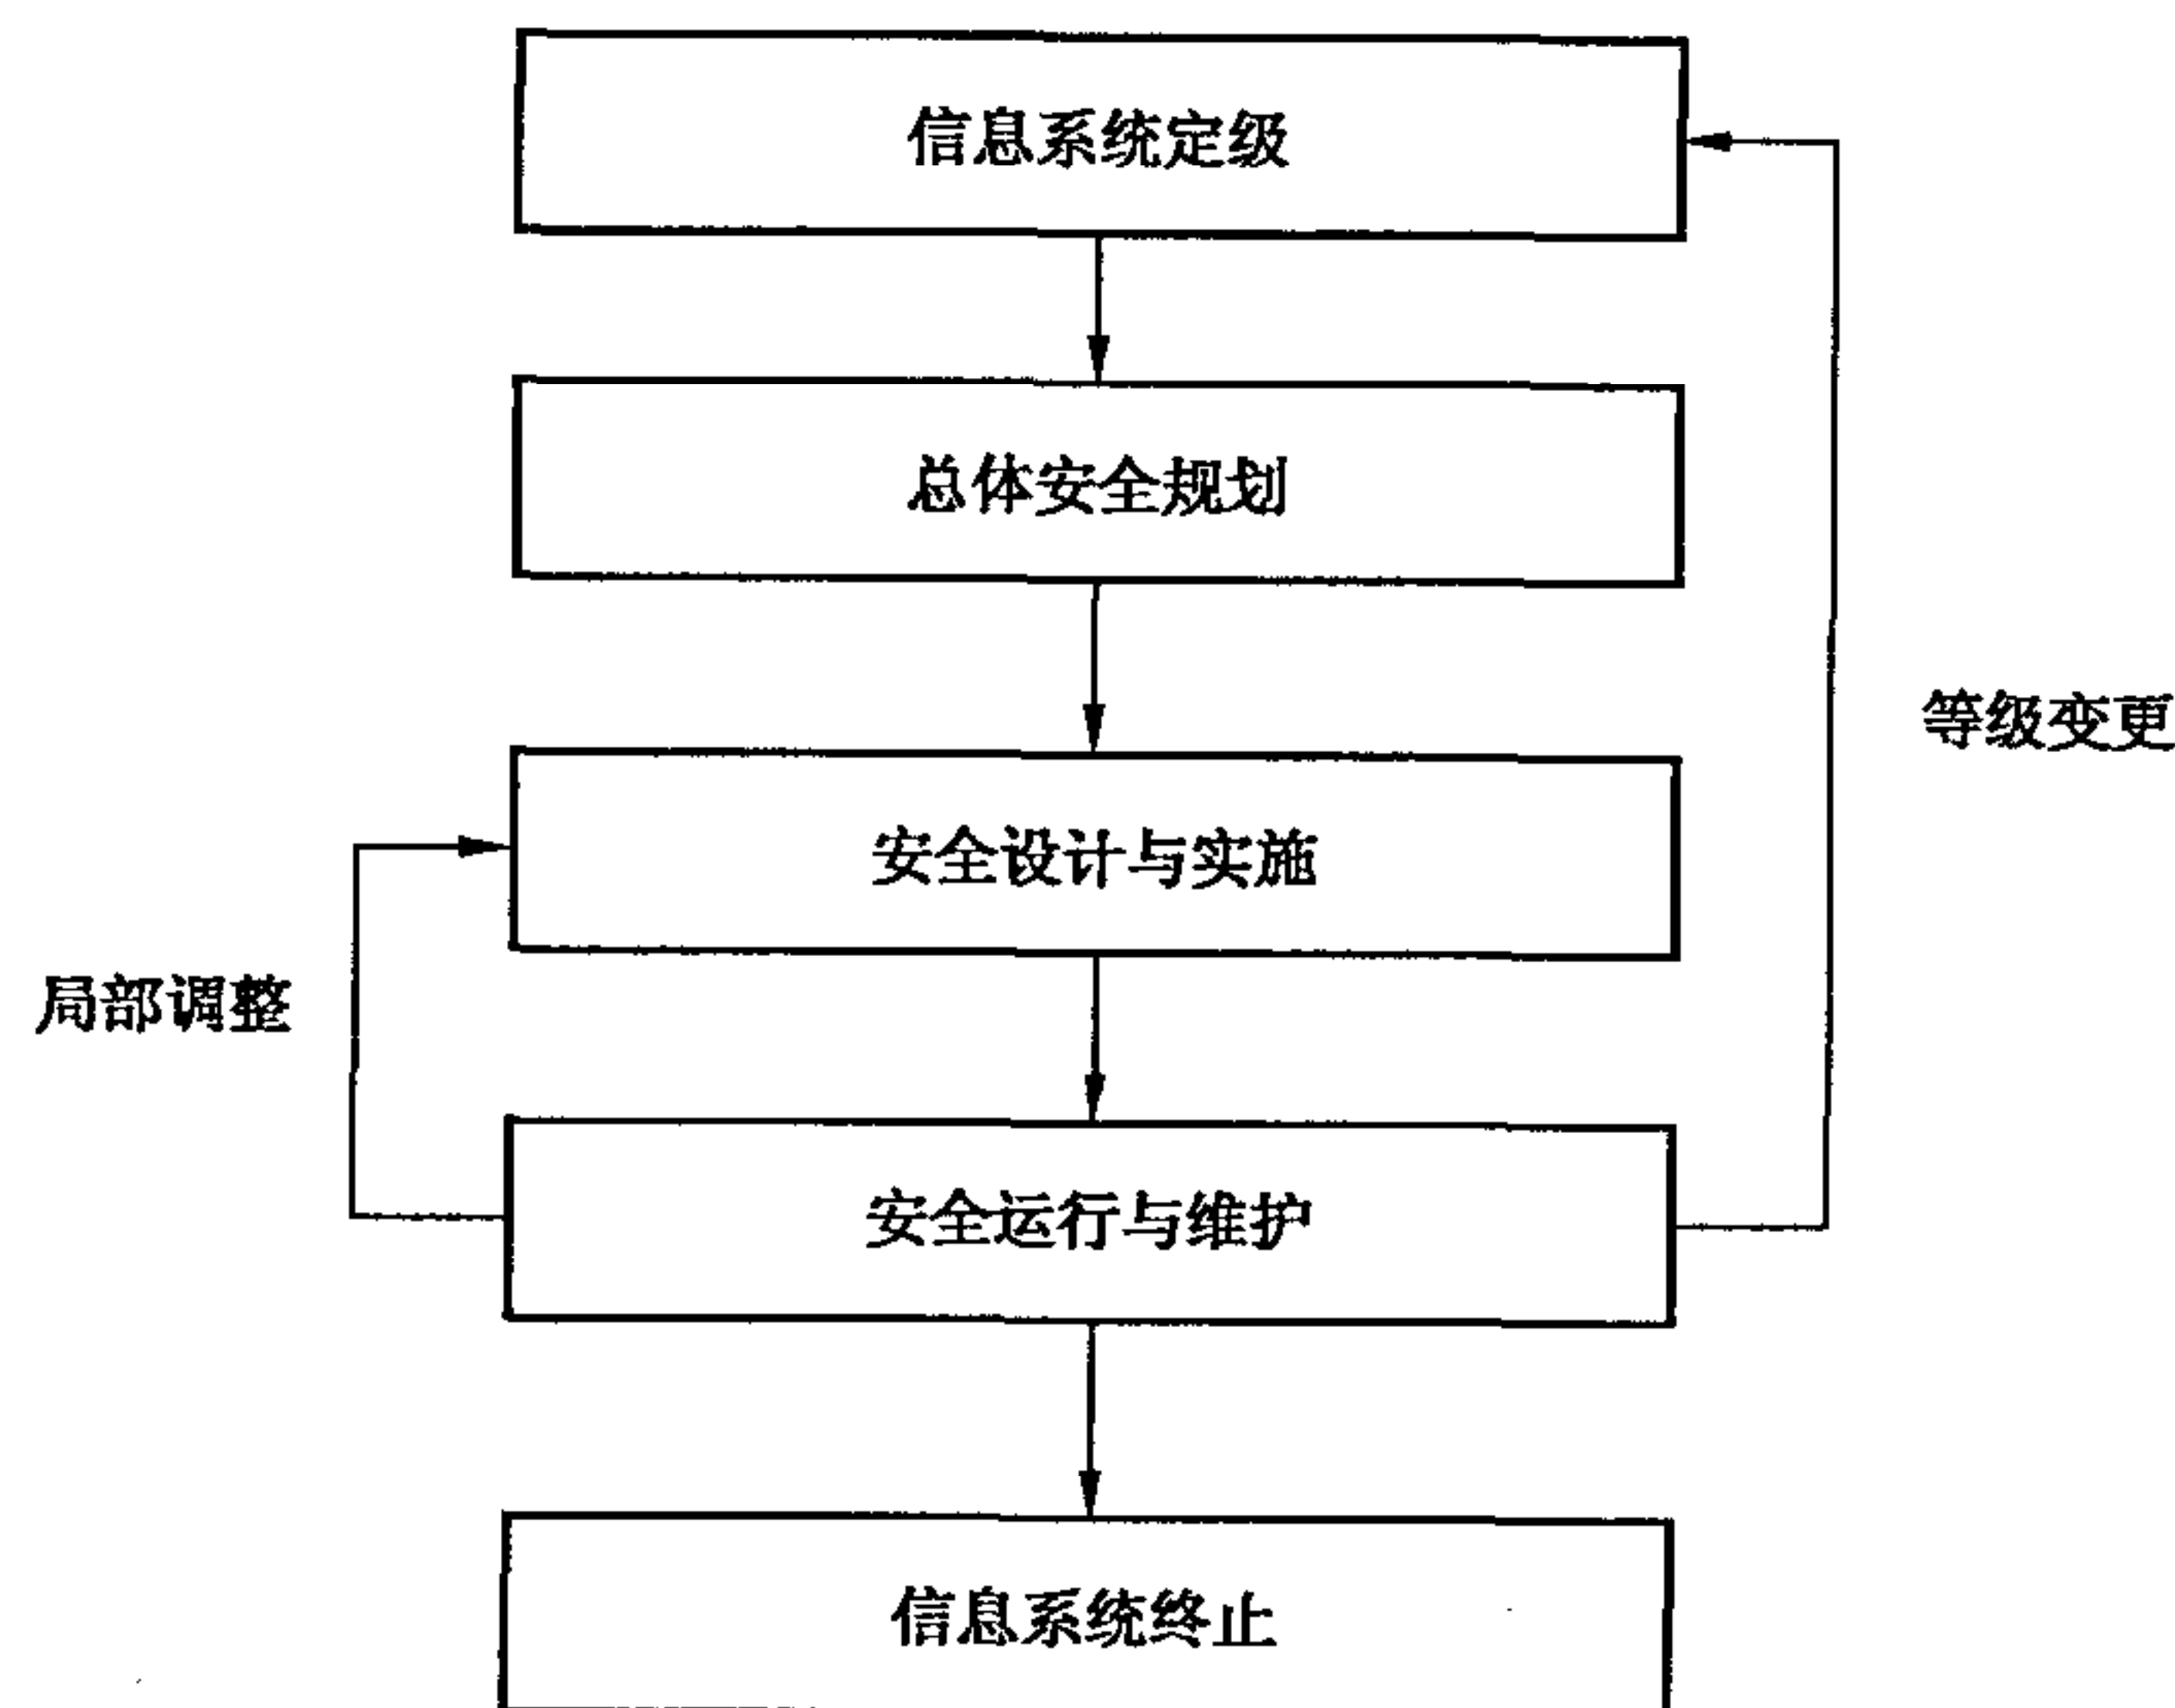 信息系统定级
总体安全规划
等级变更
安全设计与实施
局部调整
安全运行与维护
信息系统终止